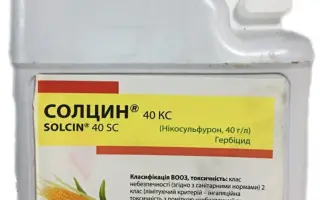 СОЛЦИН® 40 КС
SOLCIN® 40 SC
(Нікосульфурон, 40 г/л)
Гербіцид
Класифікація ВООЗ, токсичність: клас
небезпечності (згідно з санітарними нормами) 2
клас (лімітуючий критерій – інгаляційна